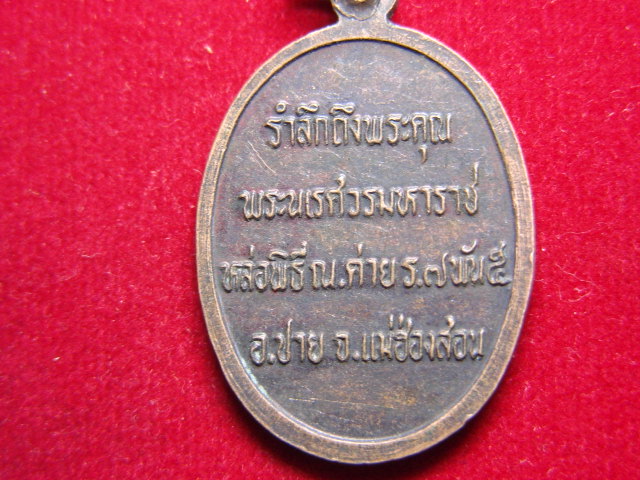 รำลึกถึงพระคุณ
พระนเรศวรมหาราช
หล่อพิธี ณ.ค่าย ร.๗ พัน ๕
อ.ปาย จ.แม่ฮ่องสอน